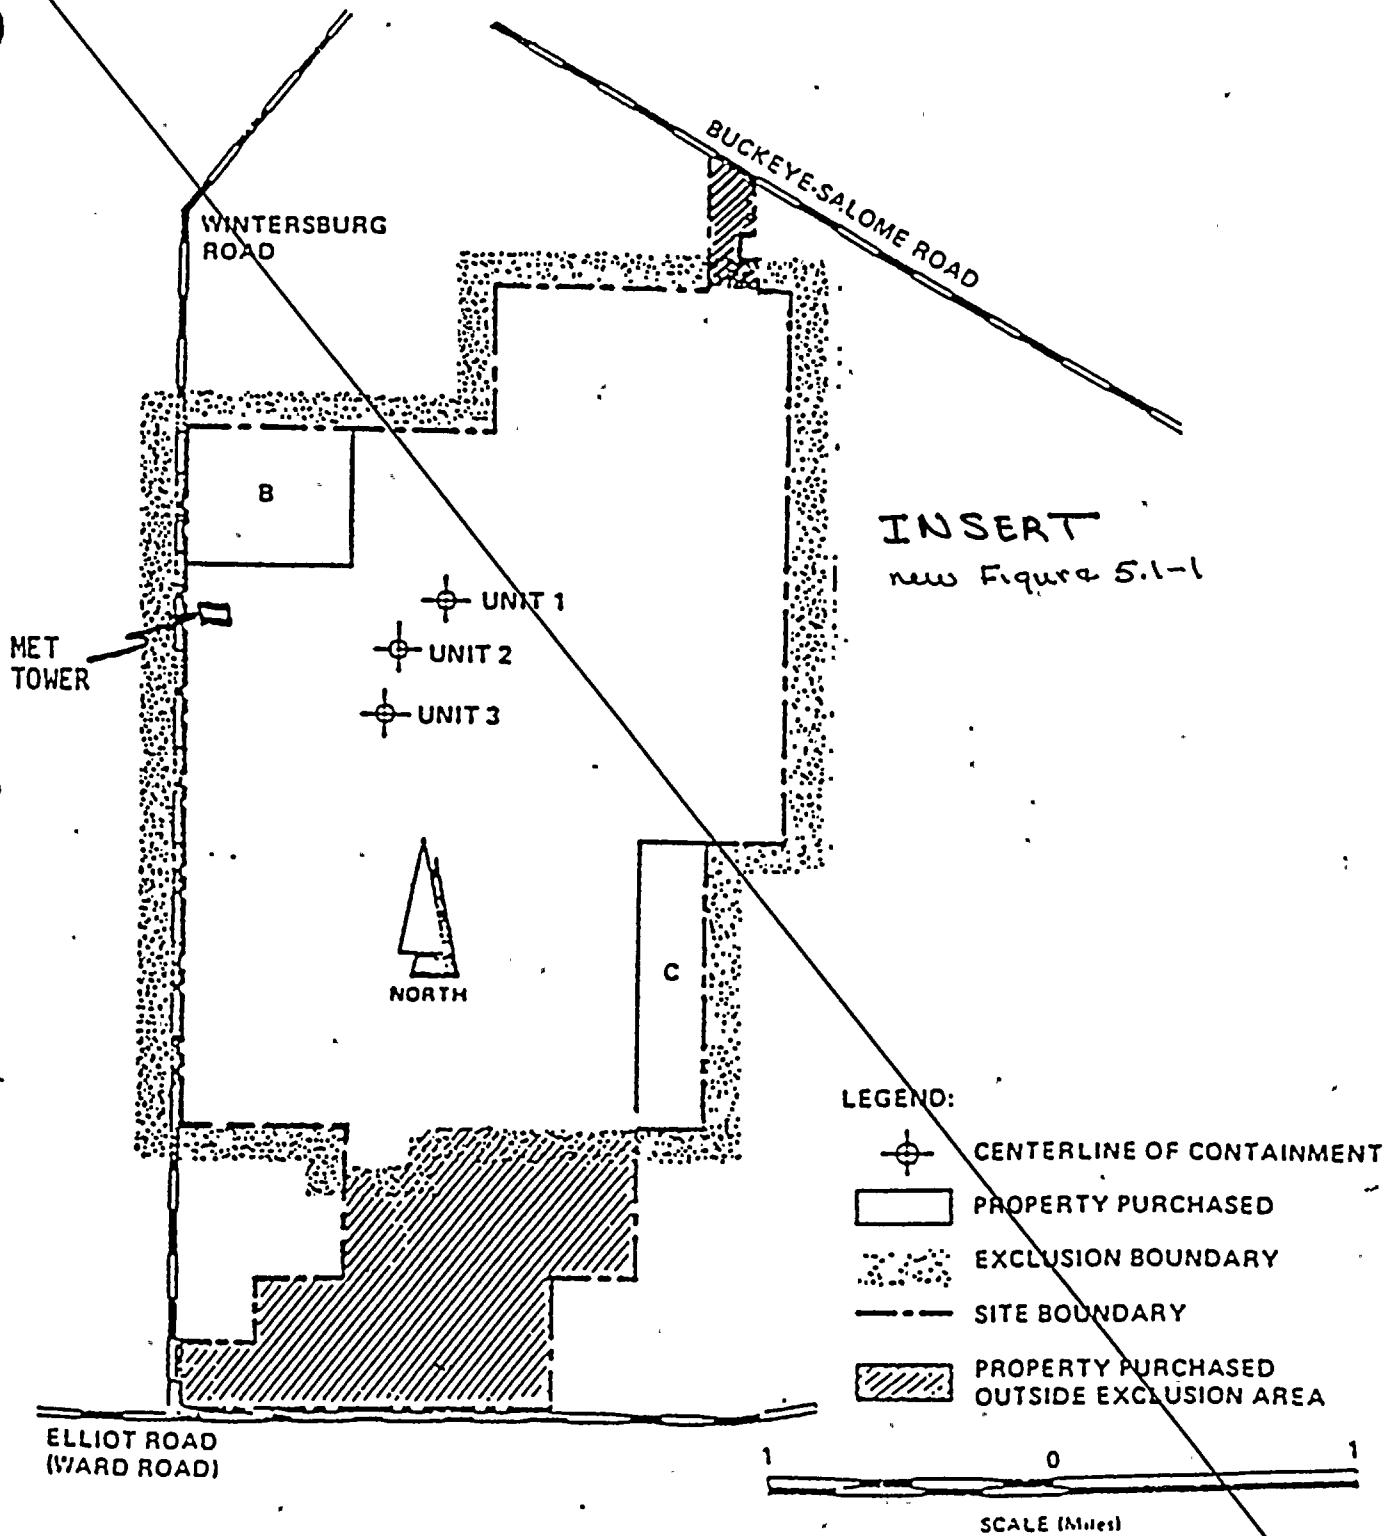 BUCKEYE-SALOME ROAD
WINTERSBURG
ROAD
B
INSERT
new Figure 5.1-1
UNIT 1
UNIT 2
MET
TOWER
UNIT 3
C
NORTH
LEGEND:
CENTERLINE OF CONTAINMENT
PROPERTY PURCHASED
EXCLUSION BOUNDARY
SITE BOUNDARY
PROPERTY PURCHASED
OUTSIDE EXCLUSION AREA
ELLIOT ROAD
(WARD ROAD)
1 0 1
SCALE (Miles)